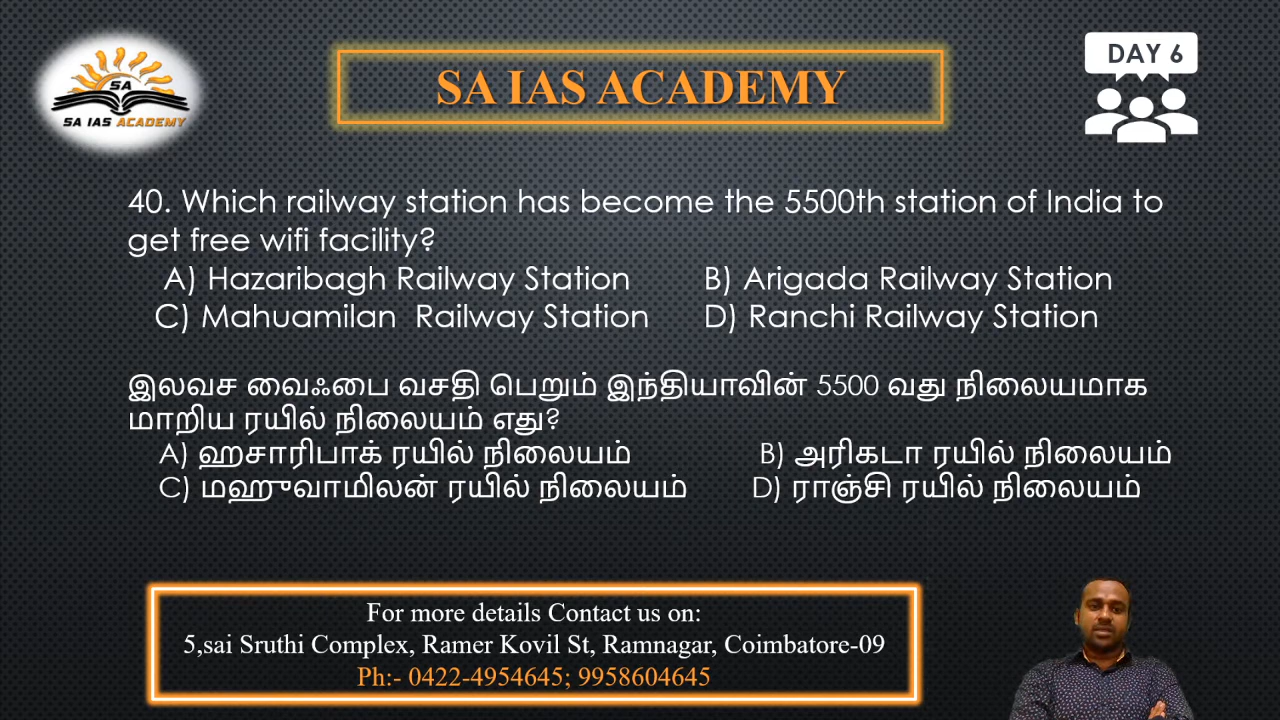 SA
SA IAS ACADEMY
SA IAS ACADEMY
DAY 6
40. Which railway station has become the 5500th station of India to
get free wifi facility?
A) Hazaribagh Railway Station B) Arigada Railway Station
C) Mahuamilan Railway Station D) Ranchi Railway Station
இலவச வைஃபை வசதி பெறும் இந்தியாவின் 5500 வது நிலையமாக
மாறிய ரயில் நிலையம் எது?
A) ஹசாரிபாக் ரயில் நிலையம் B) அரிகடா ரயில் நிலையம்
C) மஹுவாமிலன் ரயில் நிலையம் D) ராஞ்சி ரயில் நிலையம்
For more details Contact us on:
5,sai Sruthi Complex, Ramer Kovil St, Ramnagar, Coimbatore-09
Ph:- 0422-4954645; 9958604645